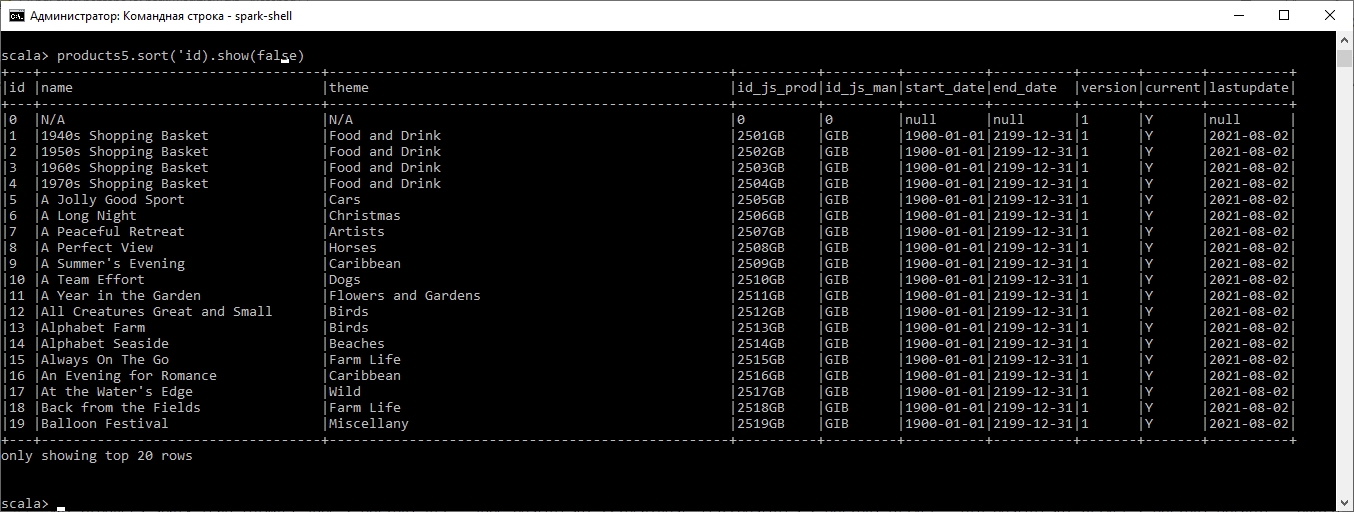 Администратор: Командная строка - spark-shell
scala> products5.sort('id).show(false)
+---+------------------------------------+---------------------------------------------------+----------+---------+----------+----------+-------+-------+----------+
|id |name                                |theme                                              |id_js_prod|id_js_man|start_date|end_date  |version|current|lastupdate|
+---+------------------------------------+---------------------------------------------------+----------+---------+----------+----------+-------+-------+----------+
|0  |N/A                                 |N/A                                                |0         |0        |null      |null      |1      |Y      |null      |
|1  |1940s Shopping Basket               |Food and Drink                                     |2501GB    |GIB      |1900-01-01|2199-12-31|1      |Y      |2021-08-02|
|2  |1950s Shopping Basket               |Food and Drink                                     |2502GB    |GIB      |1900-01-01|2199-12-31|1      |Y      |2021-08-02|
|3  |1960s Shopping Basket               |Food and Drink                                     |2503GB    |GIB      |1900-01-01|2199-12-31|1      |Y      |2021-08-02|
|4  |1970s Shopping Basket               |Food and Drink                                     |2504GB    |GIB      |1900-01-01|2199-12-31|1      |Y      |2021-08-02|
|5  |A Jolly Good Sport                  |Cars                                               |2505GB    |GIB      |1900-01-01|2199-12-31|1      |Y      |2021-08-02|
|6  |A Long Night                        |Christmas                                          |2506GB    |GIB      |1900-01-01|2199-12-31|1      |Y      |2021-08-02|
|7  |A Peaceful Retreat                  |Artists                                            |2507GB    |GIB      |1900-01-01|2199-12-31|1      |Y      |2021-08-02|
|8  |A Perfect View                      |Horses                                             |2508GB    |GIB      |1900-01-01|2199-12-31|1      |Y      |2021-08-02|
|9  |A Summer's Evening                  |Caribbean                                          |2509GB    |GIB      |1900-01-01|2199-12-31|1      |Y      |2021-08-02|
|10 |A Team Effort                       |Dogs                                               |2510GB    |GIB      |1900-01-01|2199-12-31|1      |Y      |2021-08-02|
|11 |A Year in the Garden                |Flowers and Gardens                                |2511GB    |GIB      |1900-01-01|2199-12-31|1      |Y      |2021-08-02|
|12 |All Creatures Great and Small       |Birds                                              |2512GB    |GIB      |1900-01-01|2199-12-31|1      |Y      |2021-08-02|
|13 |Alphabet Farm                       |Birds                                              |2513GB    |GIB      |1900-01-01|2199-12-31|1      |Y      |2021-08-02|
|14 |Alphabet Seaside                    |Beaches                                            |2514GB    |GIB      |1900-01-01|2199-12-31|1      |Y      |2021-08-02|
|15 |Always On The Go                    |Farm Life                                          |2515GB    |GIB      |1900-01-01|2199-12-31|1      |Y      |2021-08-02|
|16 |An Evening for Romance              |Caribbean                                          |2516GB    |GIB      |1900-01-01|2199-12-31|1      |Y      |2021-08-02|
|17 |At the Water's Edge                 |Wild                                               |2517GB    |GIB      |1900-01-01|2199-12-31|1      |Y      |2021-08-02|
|18 |Back from the Fields                |Farm Life                                          |2518GB    |GIB      |1900-01-01|2199-12-31|1      |Y      |2021-08-02|
|19 |Balloon Festival                    |Miscellany                                         |2519GB    |GIB      |1900-01-01|2199-12-31|1      |Y      |2021-08-02|
+---+------------------------------------+---------------------------------------------------+----------+---------+----------+----------+-------+-------+----------+
only showing top 20 rows
scala>